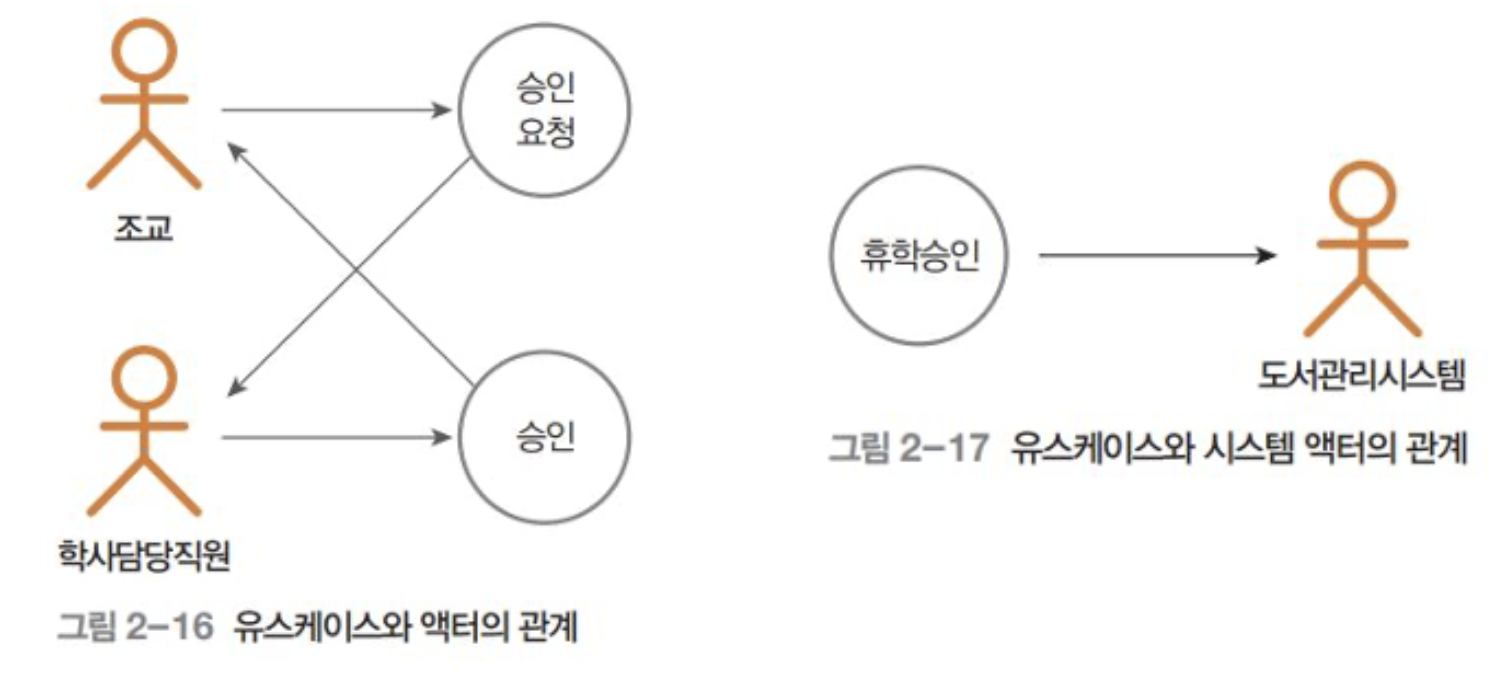 승인
요청
조교
승인
학사담당직원
그림 2-16 유스케이스와 액터의 관계
휴학승인
도서관리시스템
그림 2-17 유스케이스와 시스템 액터의 관계